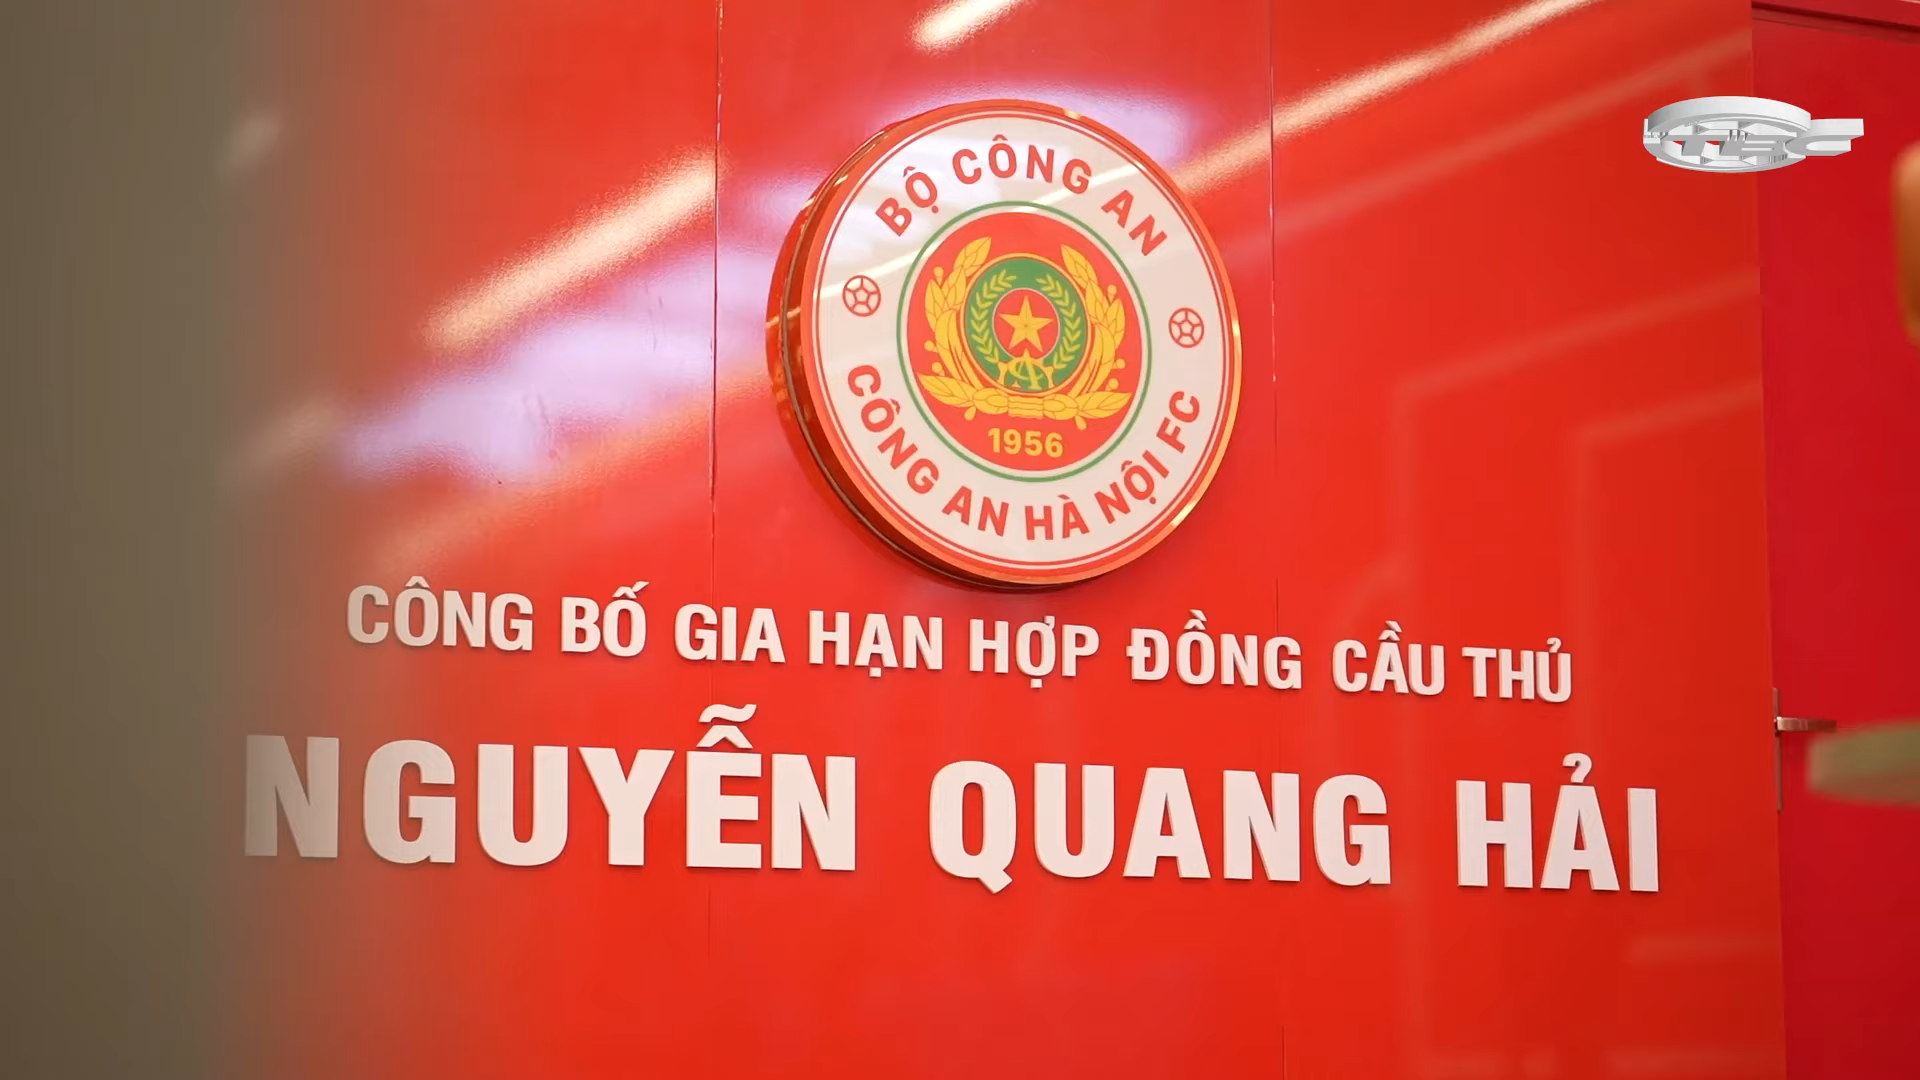 BỘ CÔNG AN
1956
CÔNG AN HÀ NỘI FC
CÔNG BỐ GIA HẠN HỢP ĐỒNG CẦU THỦ
NGUYỄN QUANG HẢI